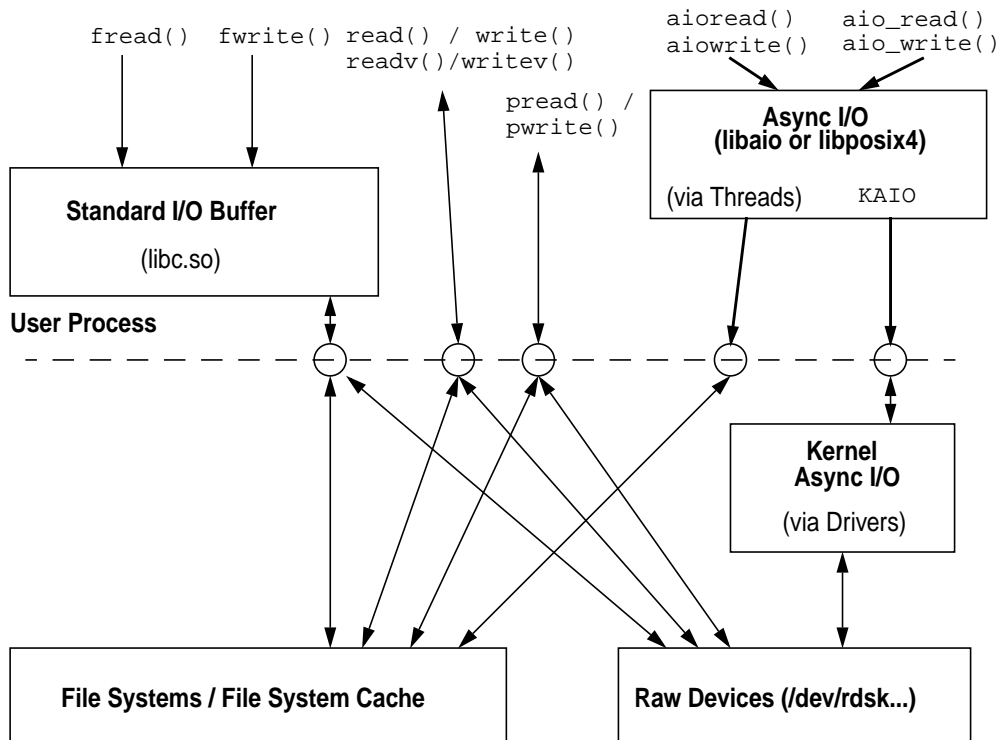 fread()
fwrite()
read() / write()
readv()/writev()
pread() /
pwrite()
aioread()
aiowrite()
aio_read()
aio_write()
Async I/O
(libaio or libposix4)
(via Threads)
KAIO
Standard I/O Buffer
(libc.so)
User Process
Kernel
Async I/O
(via Drivers)
File Systems / File System Cache
Raw Devices (/dev/rdsk...)